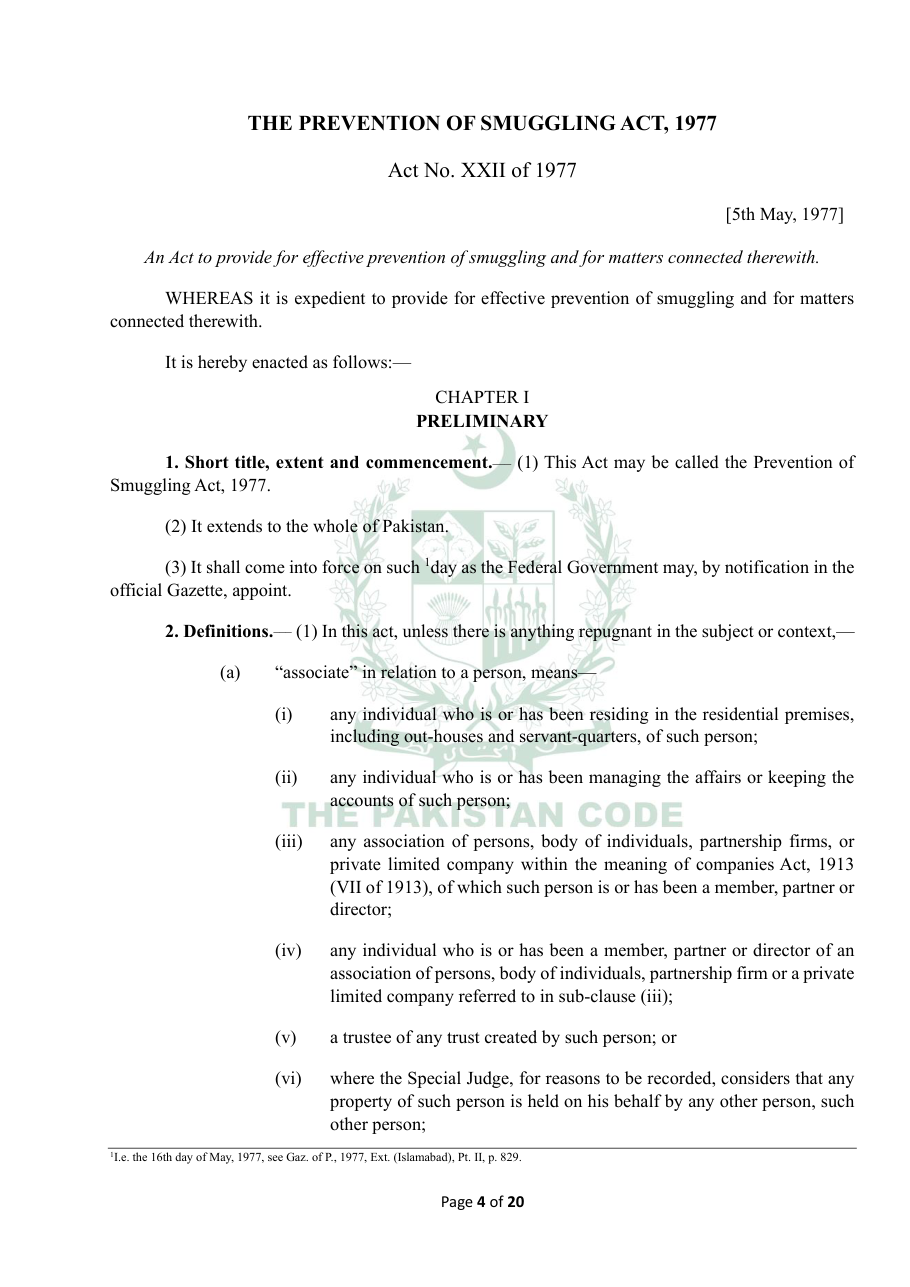 THE PREVENTION OF SMUGGLING ACT, 1977
Act No. XXII of 1977
[5th May, 1977]
An Act to provide for effective prevention of smuggling and for matters connected therewith.
WHEREAS it is expedient to provide for effective prevention of smuggling and for matters
connected therewith.
It is hereby enacted as follows:—
CHAPTER I
PRELIMINARY
1. Short title, extent and commencement.— (1) This Act may be called the Prevention of
Smuggling Act, 1977.
(2) It extends to the whole of Pakistan.
(3) It shall come into force on such ¹day as the Federal Government may, by notification in the
official Gazette, appoint.
2. Definitions.— (1) In this act, unless there is anything repugnant in the subject or context,—
(a) “associate” in relation to a person, means—
(i) any individual who is or has been residing in the residential premises,
including out-houses and servant-quarters, of such person;
(ii) any individual who is or has been managing the affairs or keeping the
accounts of such person;
THE PAKISTAN CODE
(iii) any association of persons, body of individuals, partnership firms, or
private limited company within the meaning of companies Act, 1913
(VII of 1913), of which such person is or has been a member, partner or
director;
(iv) any individual who is or has been a member, partner or director of an
association of persons, body of individuals, partnership firm or a private
limited company referred to in sub-clause (iii);
(v) a trustee of any trust created by such person; or
(vi) where the Special Judge, for reasons to be recorded, considers that any
property of such person is held on his behalf by any other person, such
other person;
¹I.e. the 16th day of May, 1977, see Gaz. of P., 1977, Ext. (Islamabad), Pt. II, p. 829.
Page 4 of 20